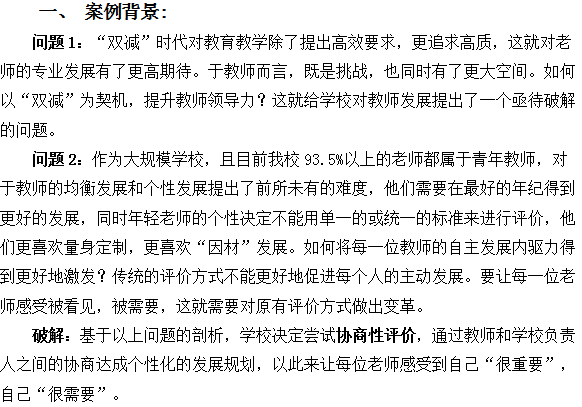 一、 案例背景：
问题 1：“双减”时代对教育教学除了提出高效要求，更追求高质，这就对老
师的专业发展有了更高期待。于教师而言，既是挑战，也同时有了更大空间。如何
以“双减”为契机，提升教师领导力？这就给学校对教师发展提出了一个亟待破解
的问题。
问题 2：作为大规模学校，且目前我校 93.5%以上的老师都属于青年教师，对
于教师的均衡发展和个性发展提出了前所未有的难度，他们需要在最好的年纪得到
更好的发展，同时年轻老师的个性决定不能用单一的或统一的标准来进行评价，他
们更喜欢量身定制，更喜欢“因材”发展。如何将每一位教师的自主发展内驱力得
到更好地激发？传统的评价方式不能更好地促进每个人的主动发展。要让每一位老
师感受被看见，被需要，这就需要对原有评价方式做出变革。
破解：基于以上问题的剖析，学校决定尝试协商性评价，通过教师和学校负责
人之间的协商达成个性化的发展规划，以此来让每位老师感受到自己“很重要”，
自己“很需要”。